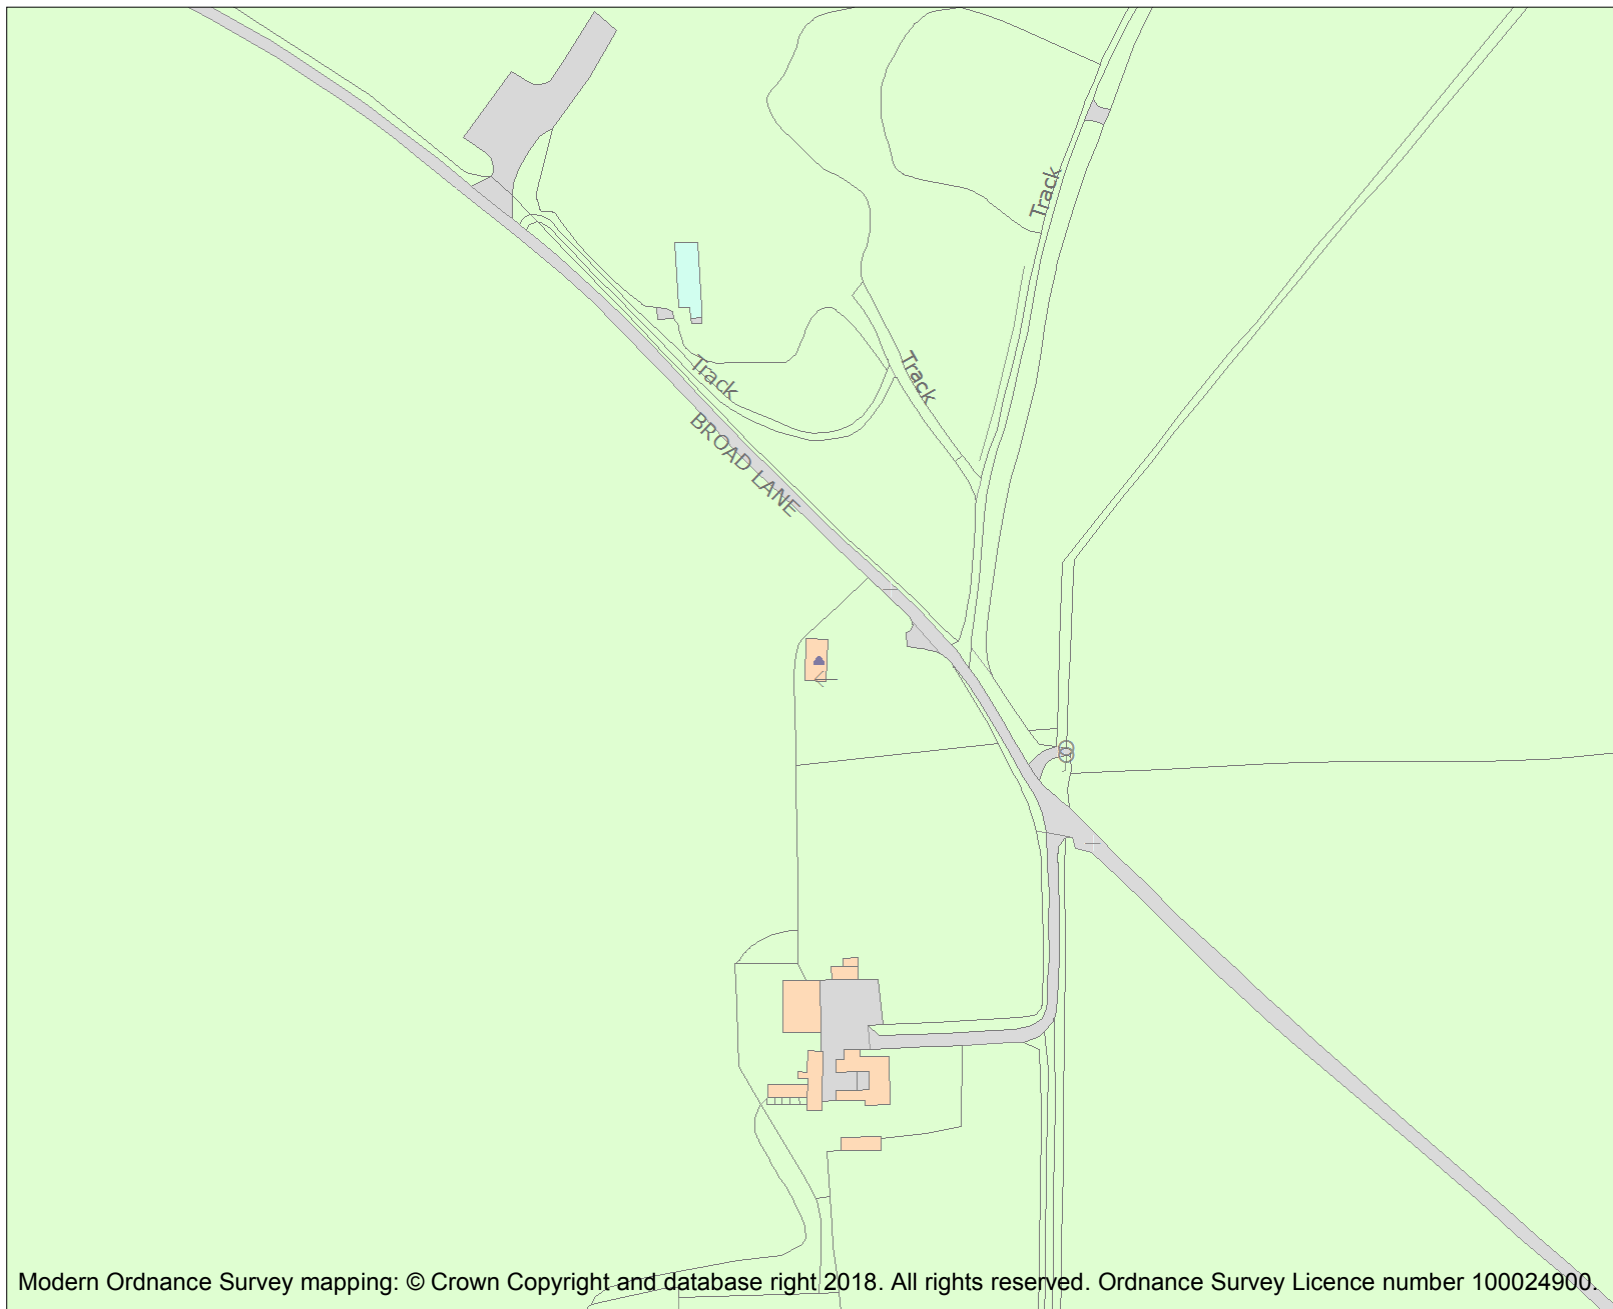 Track
Track
Track
BROAD LANE
Modern Ordnance Survey mapping: © Crown Copyright and database right 2018. All rights reserved. Ordnance Survey Licence number 100024900.